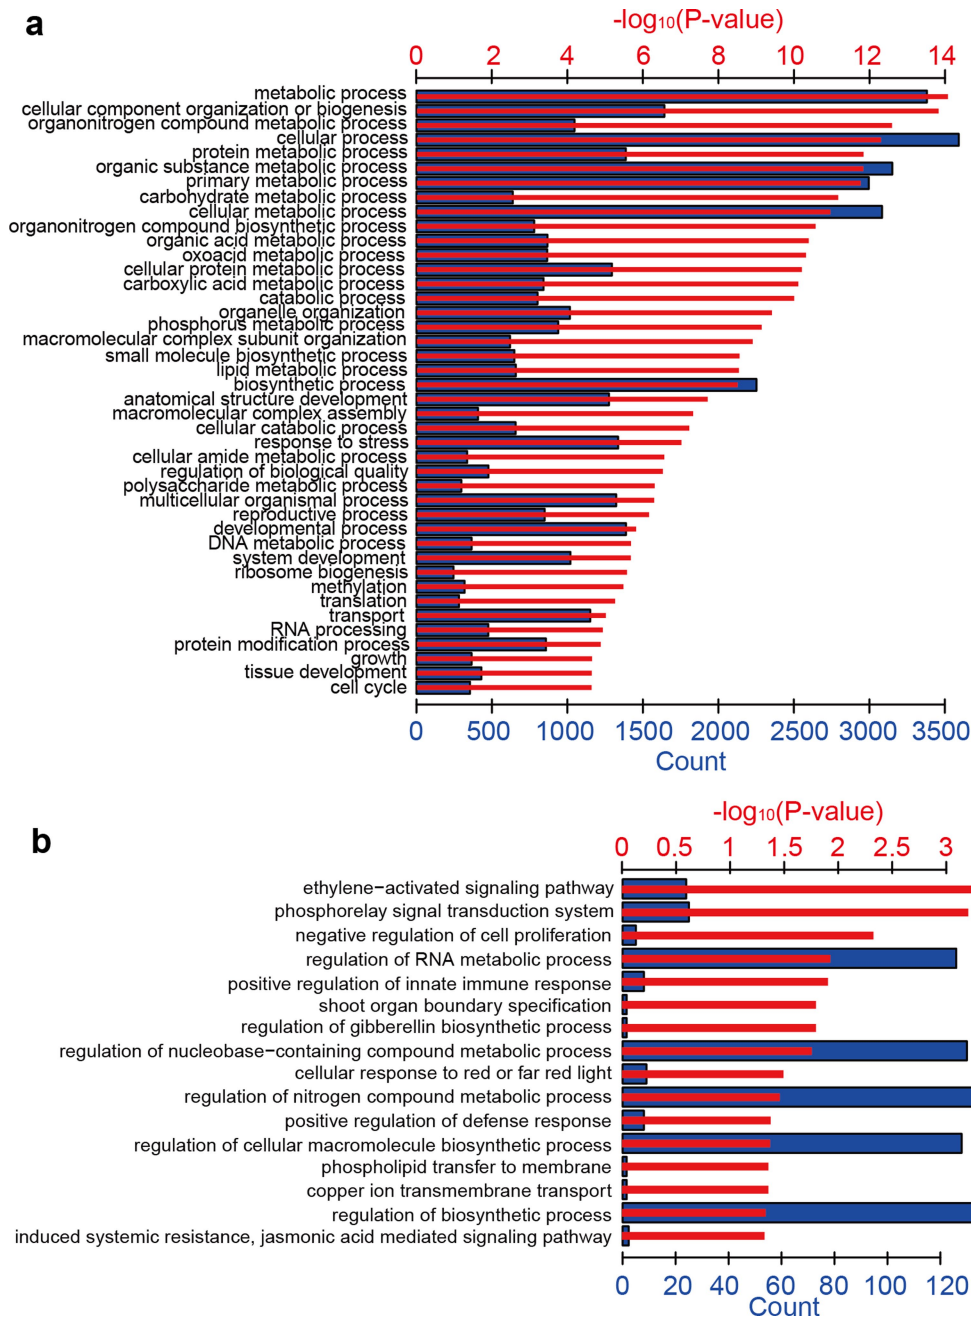 a
-log₁₀(P-value)
0 2 4 6 8 10 12 14
metabolic process
cellular component organization or biogenesis
organonitrogen compound metabolic process
cellular process
protein metabolic process
organic substance metabolic process
primary metabolic process
carbohydrate metabolic process
cellular metabolic process
organonitrogen compound biosynthetic process
organic acid metabolic process
oxoacid metabolic process
cellular protein metabolic process
carboxylic acid metabolic process
catabolic process
organelle organization
phosphorus metabolic process
macromolecular complex subunit organization
small molecule biosynthetic process
lipid metabolic process
biosynthetic process
anatomical structure development
macromolecular complex assembly
cellular catabolic process
response to stress
cellular amide metabolic process
regulation of biological quality
polysaccharide metabolic process
multicellular organismal process
reproductive process
developmental process
DNA metabolic process
system development
ribosome biogenesis
methylation
translation
transport
RNA processing
protein modification process
growth
tissue development
cell cycle
0 500 1000 1500 2000 2500 3000 3500
Count
b
-log₁₀(P-value)
0 0.5 1 1.5 2 2.5 3
ethylene−activated signaling pathway
phosphorelay signal transduction system
negative regulation of cell proliferation
regulation of RNA metabolic process
positive regulation of innate immune response
shoot organ boundary specification
regulation of gibberellin biosynthetic process
regulation of nucleobase−containing compound metabolic process
cellular response to red or far red light
regulation of nitrogen compound metabolic process
positive regulation of defense response
regulation of cellular macromolecule biosynthetic process
phospholipid transfer to membrane
copper ion transmembrane transport
regulation of biosynthetic process
induced systemic resistance, jasmonic acid mediated signaling pathway
0 20 40 60 80 100 120
Count